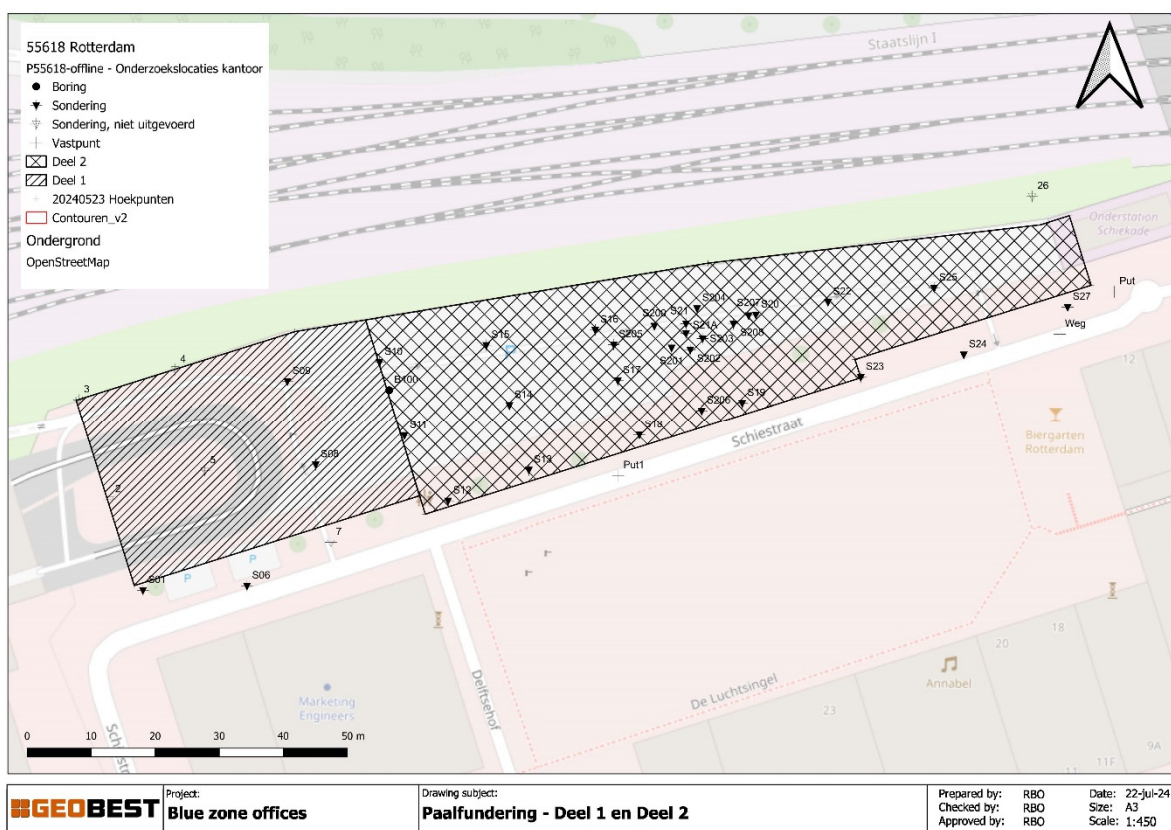 55618 Rotterdam
P55618-offline - Onderzoekslocaties kantoor
Boring
Sondering
Sondering, niet uitgevoerd
Vastpunt
Deel 2
Deel 1
20240523 Hoekpunten
Contouren_v2
Ondergrond
OpenStreetMap
Staatslijn I
26
Onderstation
Schiekade
Put
S27
Weg
S25
S22
S204
S207 S20
S21
S209
S16
S21A
S208
S205
S203
S15
S201
S202
S24
12
S10
4
S09
S23
3
B100
S17
S14
S206
S19
Biergarten
Rotterdam
S11
S18
Schiestraat
S08
S13
5
Put1
2
S12
7
S01
S06
P
P
18
20
De Luchtsingel
Annabel
Delftsehof
Marketing
Engineers
23
9A
11F
11
0 10 20 30 40 50 m
GEOBEST
Project:
Blue zone offices
Drawing subject:
Paalfundering - Deel 1 en Deel 2
Prepared by: RBO Date: 22-jul-24
Checked by: RBO Size: A3
Approved by: RBO Scale: 1:450